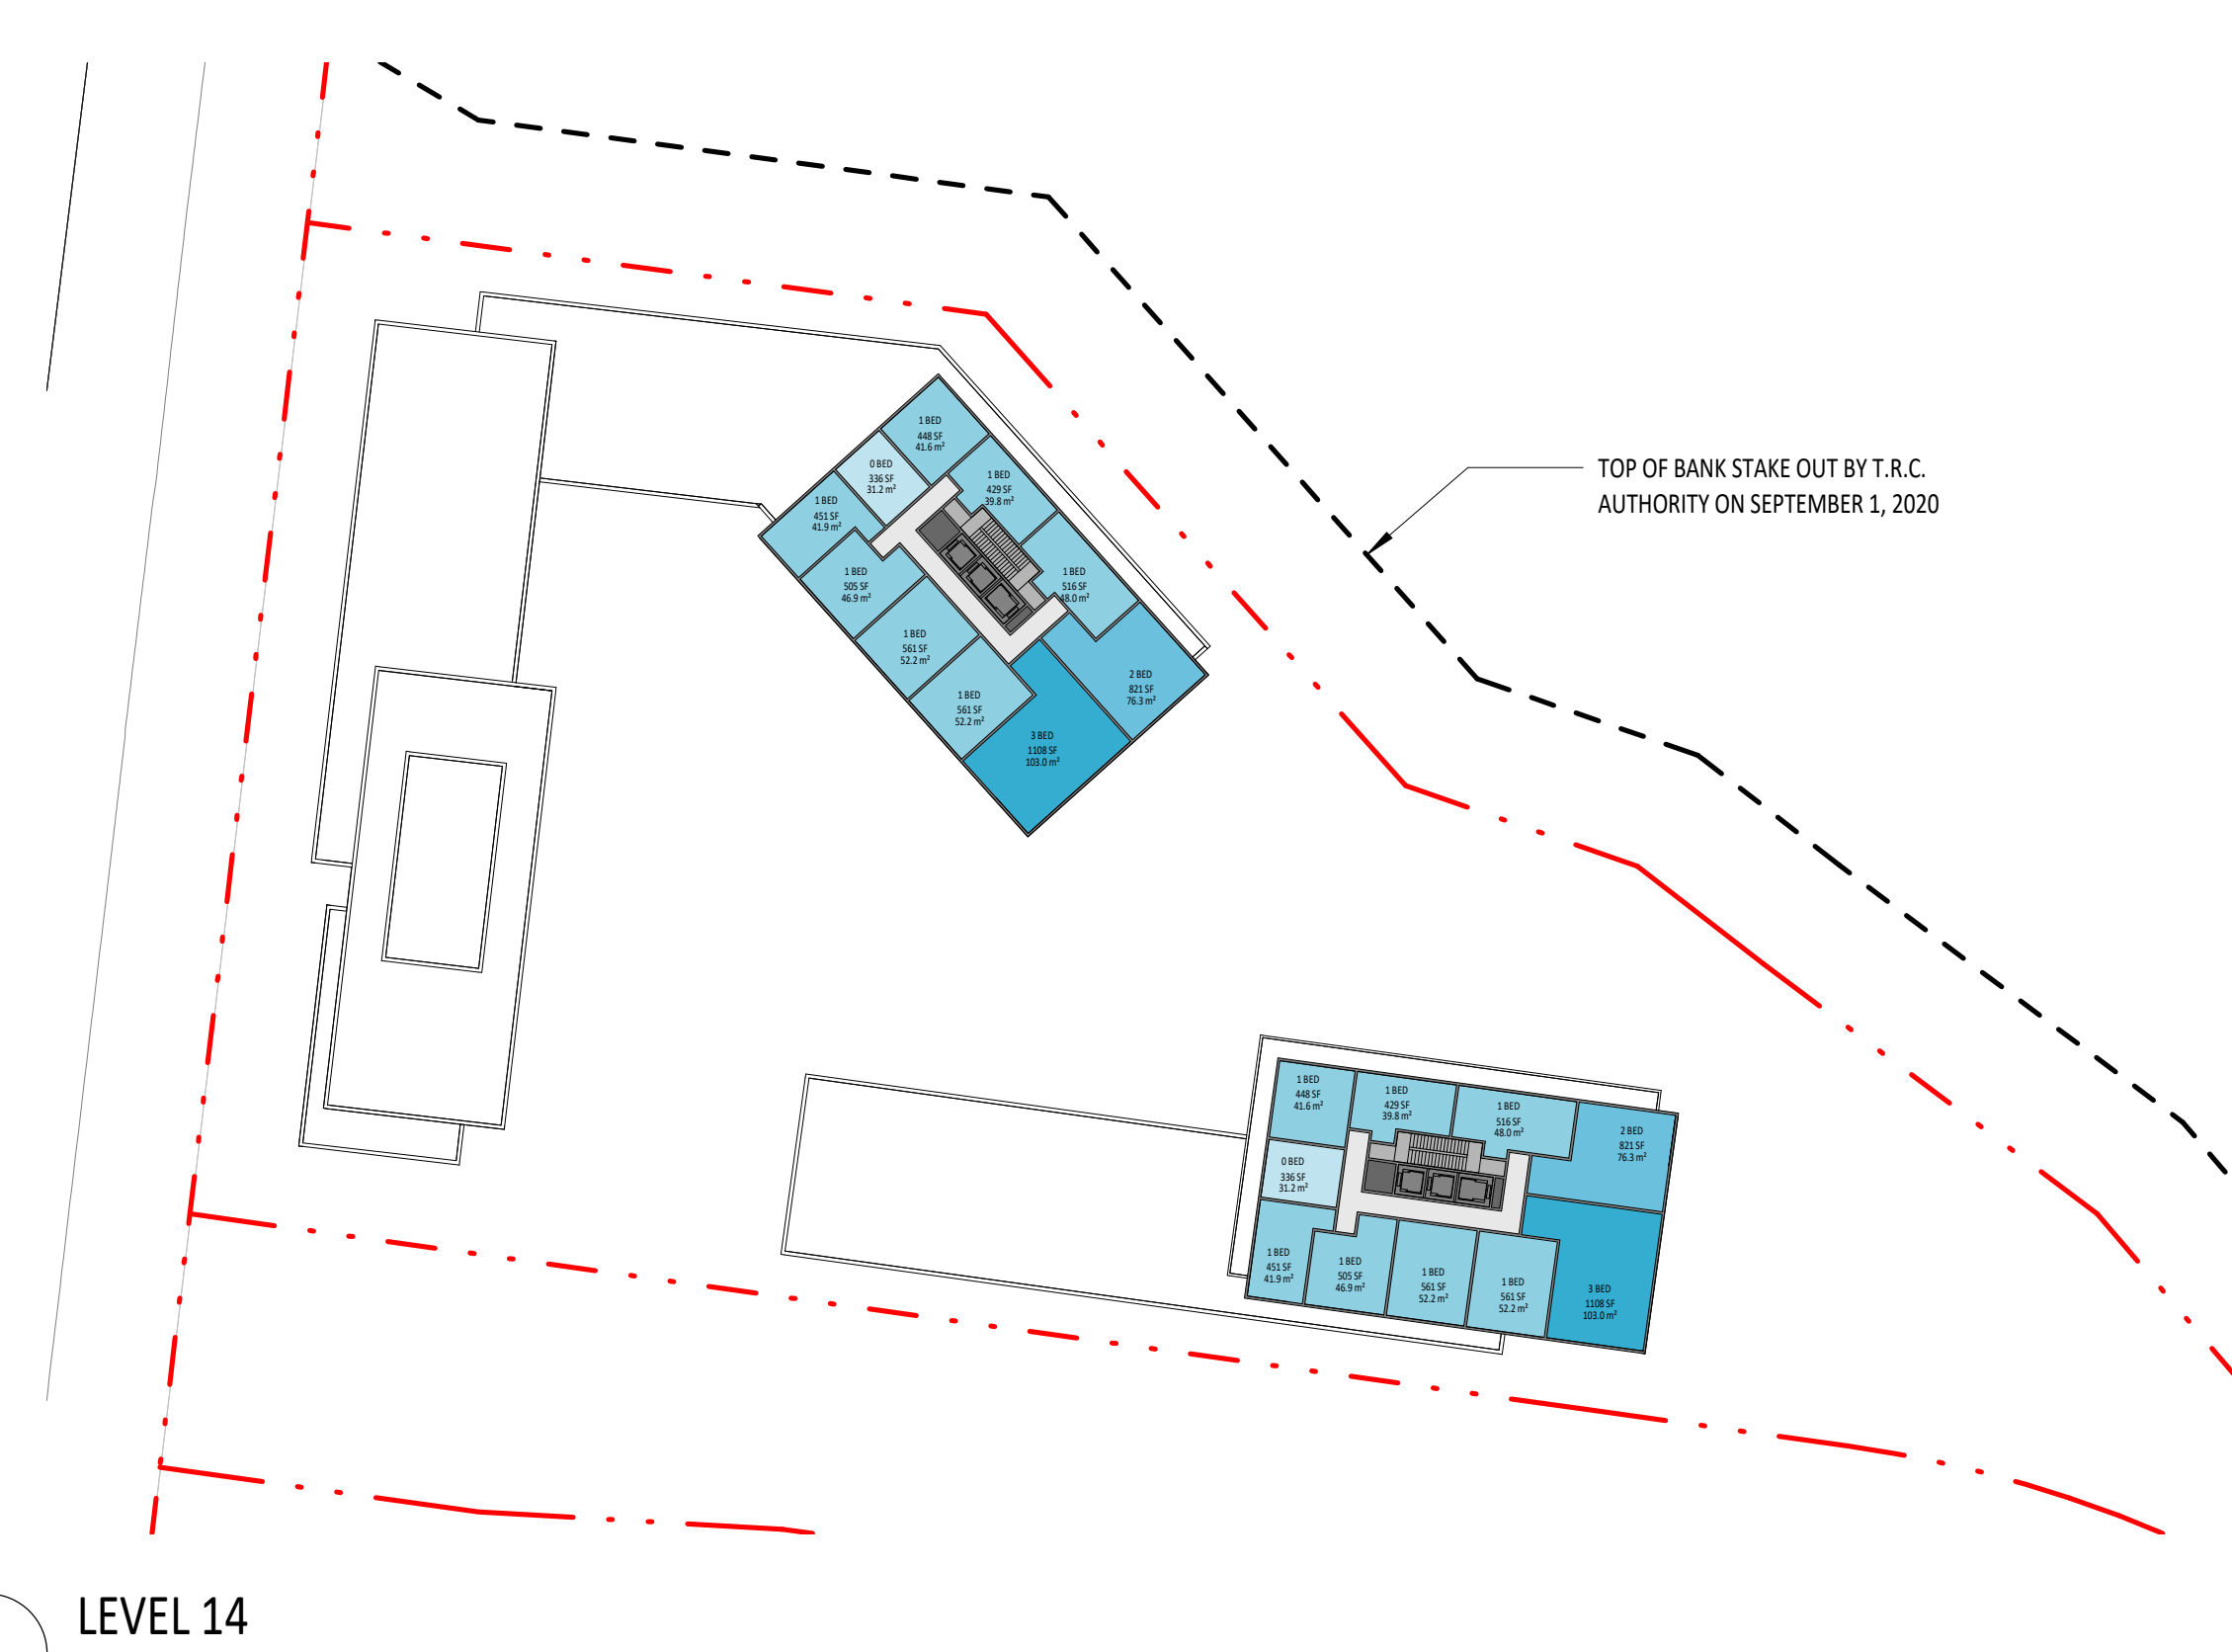 1 BED
448 SF
41.6 m²
0 BED
336 SF
31.2 m²
1 BED
429 SF
39.8 m²
1 BED
451 SF
41.9 m²
1 BED
505 SF
46.9 m²
1 BED
516 SF
48.0 m²
1 BED
561 SF
52.2 m²
1 BED
561 SF
52.2 m²
2 BED
821 SF
76.3 m²
3 BED
1108 SF
103.0 m²
TOP OF BANK STAKE OUT BY T.R.C.
AUTHORITY ON SEPTEMBER 1, 2020
1 BED
448 SF
41.6 m²
1 BED
429 SF
39.8 m²
1 BED
516 SF
48.0 m²
2 BED
821 SF
76.3 m²
0 BED
336 SF
31.2 m²
1 BED
451 SF
41.9 m²
1 BED
505 SF
46.9 m²
1 BED
561 SF
52.2 m²
1 BED
561 SF
52.2 m²
3 BED
1108 SF
103.0 m²
LEVEL 14